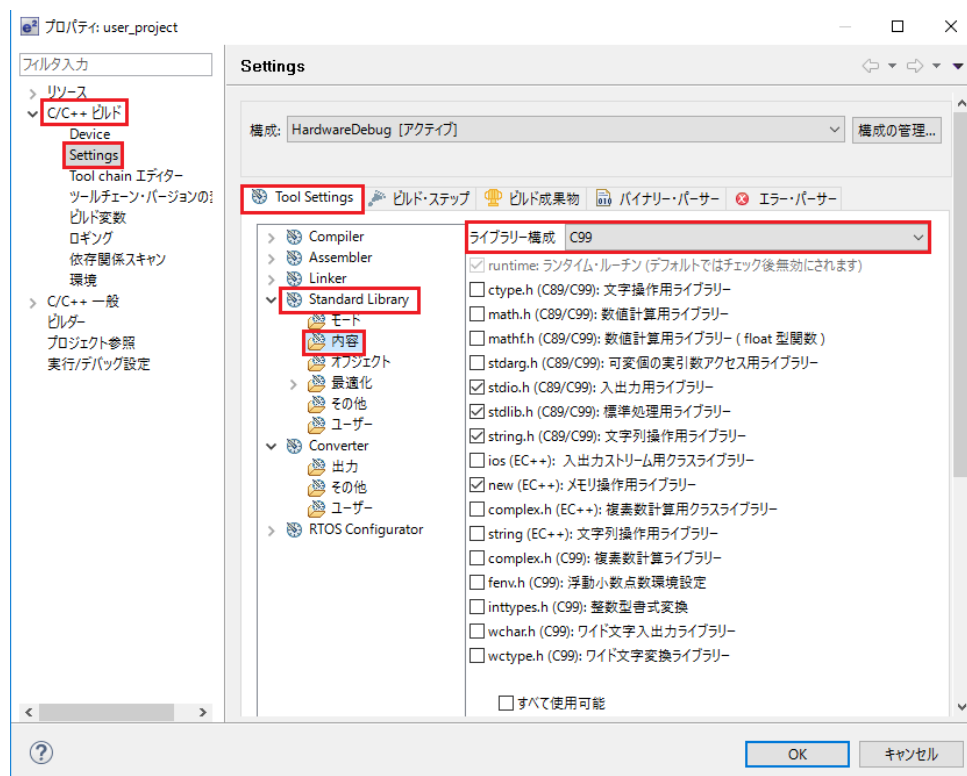 e² プロパティ: user_project
フィルタ入力
Settings
リソース
C/C++ ビルド
Device
Settings
Tool chain エディター
ツールチェーン・バージョンの
ビルド変数
ロギング
依存関係スキャン
環境
C/C++ 一般
ビルダー
プロジェクト参照
実行/デバッグ設定
構成: HardwareDebug [アクティブ]
構成の管理...
Tool Settings
ビルド・ステップ
ビルド成果物
バイナリー・パーサー
エラー・パーサー
Compiler
Assembler
Linker
Standard Library
モード
内容
オブジェクト
最適化
その他
ユーザー
Converter
出力
その他
ユーザー
RTOS Configurator
ライブラリー構成 C99
runtime: ランタイム・ルーチン (デフォルトではチェック後無効にされます)
ctype.h (C89/C99): 文字操作用ライブラリー
math.h (C89/C99): 数値計算用ライブラリー
mathf.h (C89/C99): 数値計算用ライブラリー ( float 型関数 )
stdarg.h (C89/C99): 可変個の実引数アクセス用ライブラリー
stdio.h (C89/C99): 入出力用ライブラリー
stdlib.h (C89/C99): 標準処理用ライブラリー
string.h (C89/C99): 文字列操作用ライブラリー
ios (EC++): 入出力ストリーム用クラスライブラリー
new (EC++): メモリ操作用ライブラリー
complex.h (EC++): 複素数計算用クラスライブラリー
string (EC++): 文字列操作用ライブラリー
complex.h (C99): 複素数計算ライブラリー
fenv.h (C99): 浮動小数点数環境設定
inttypes.h (C99): 整数型書式変換
wchar.h (C99): ワイド文字入出力ライブラリー
wctype.h (C99): ワイド文字変換ライブラリー
すべて使用可能
OK
キャンセル